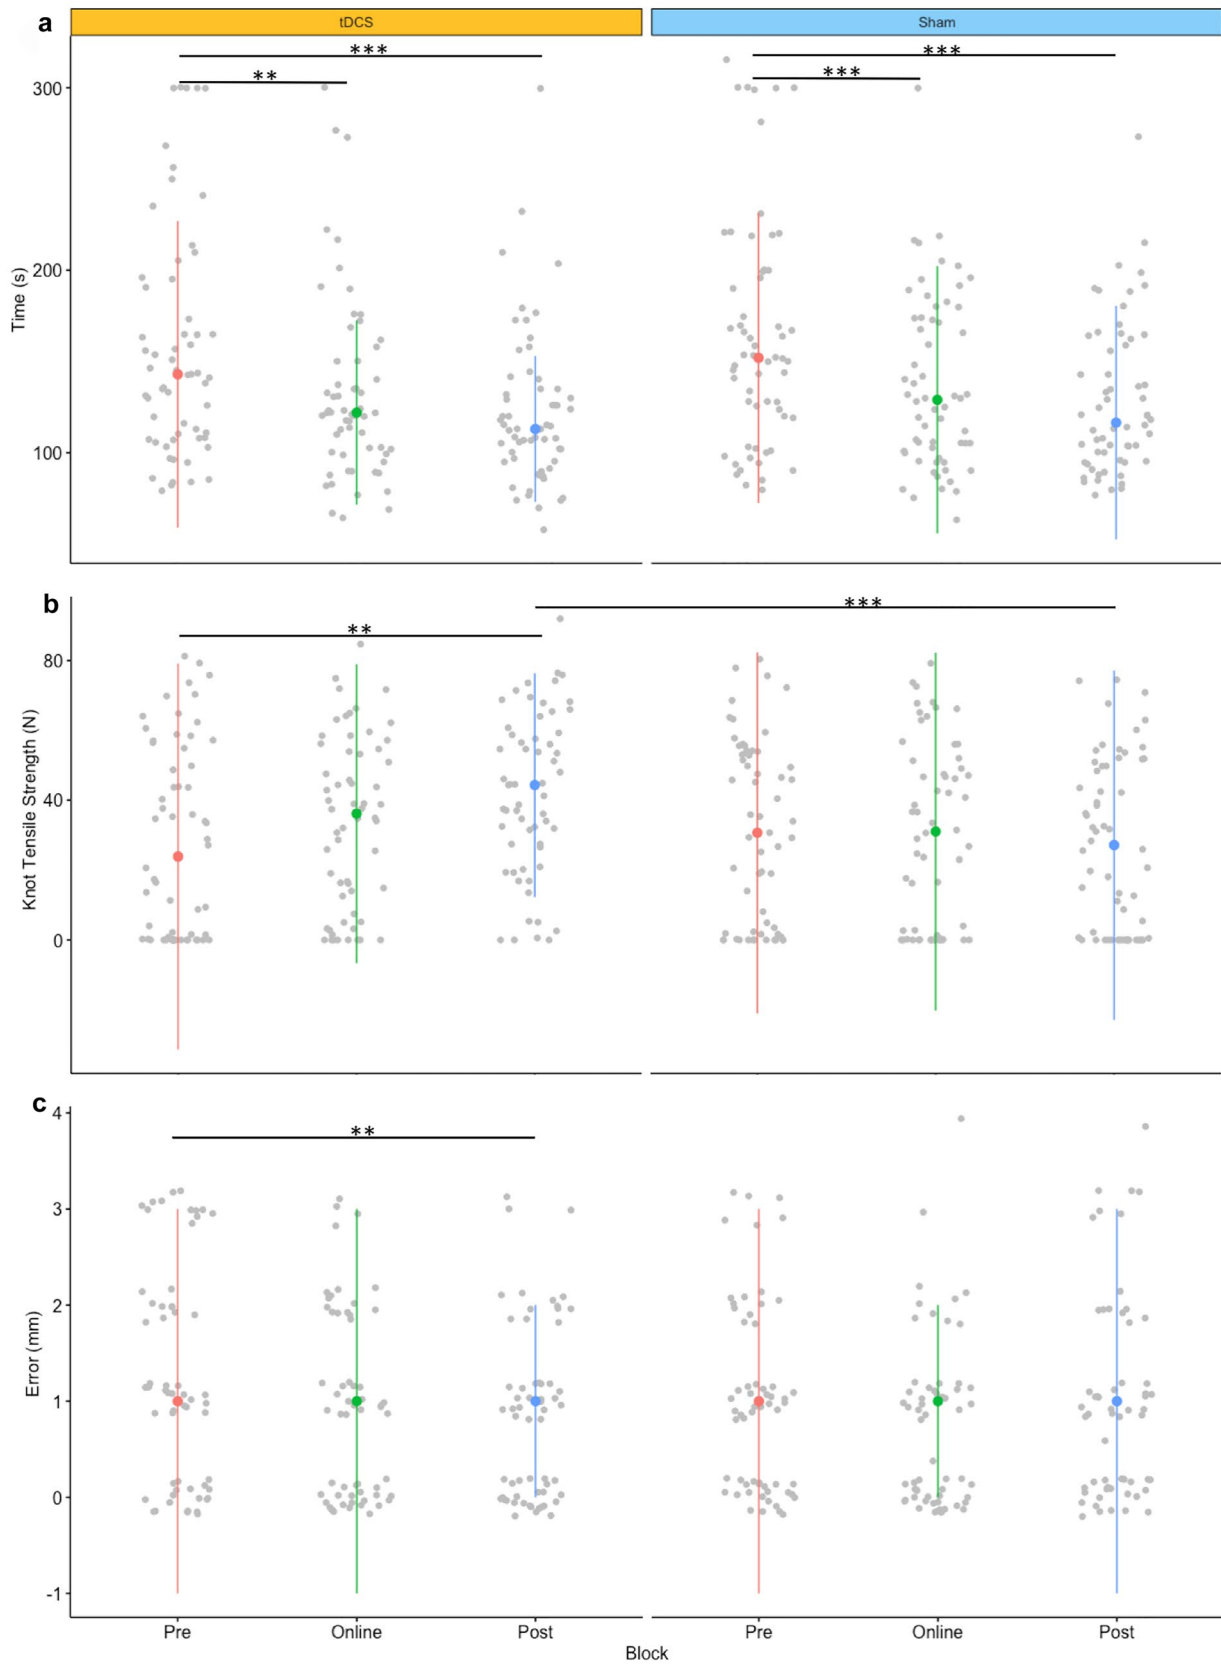 a
tDCS
Sham
***
***
**
***
300
200
100
Time (s)
b
***
**
80
40
0
Knot Tensile Strength (N)
c
4
**
3
2
1
0
-1
Error (mm)
Pre
Online
Post
Pre
Online
Post
Block